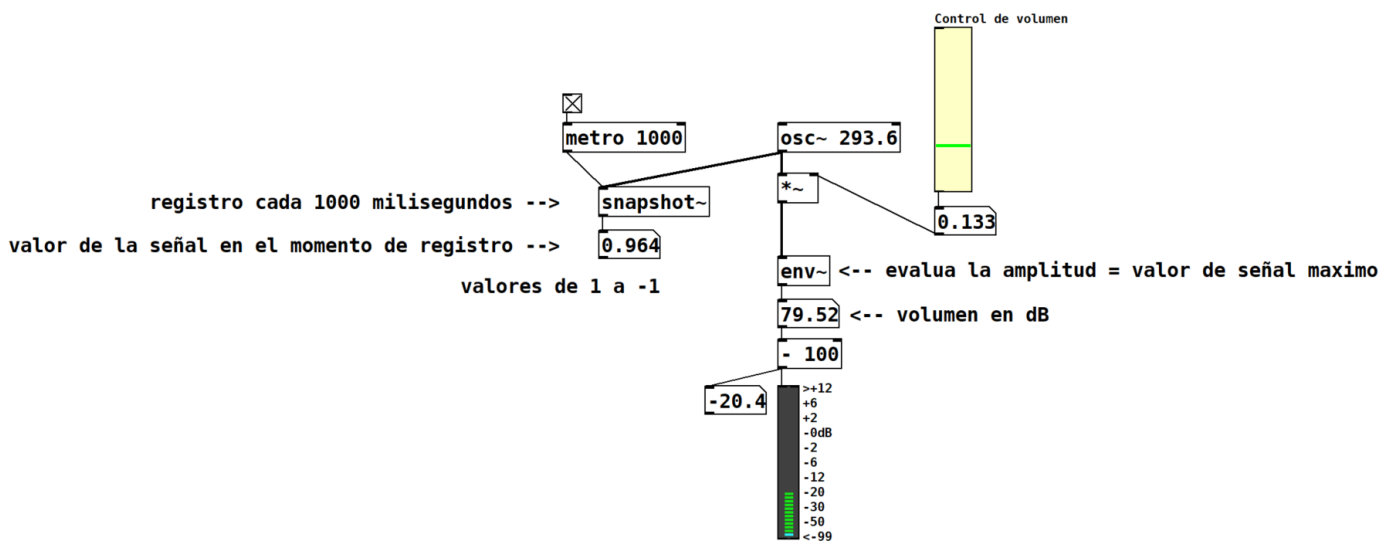 Control de volumen
metro 1000
osc~ 293.6
*~
registro cada 1000 milisegundos -->
snapshot~
0.133
valor de la señal en el momento de registro -->
0.964
env~
<-- evalua la amplitud = valor de señal maximo
valores de 1 a -1
79.52
<-- volumen en dB
- 100
-20.4
>+12
+6
+2
-0dB
-2
-6
-12
-20
-30
-50
<-99